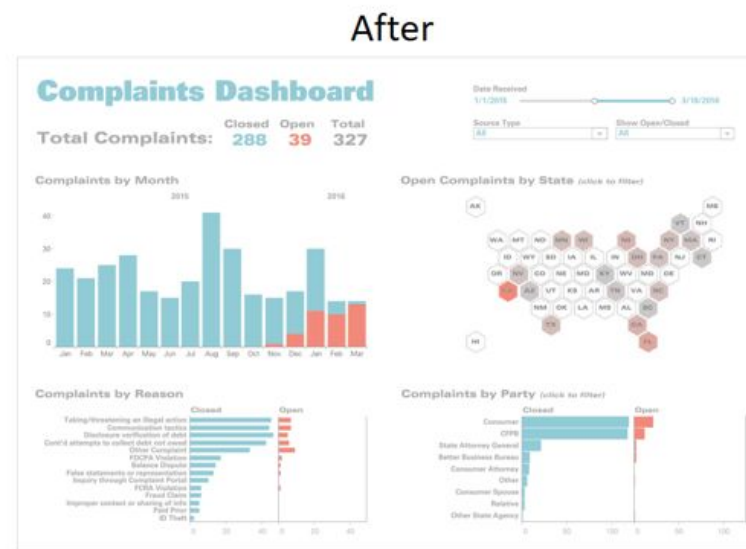 After
Complaints Dashboard
Date Received
1/1/2015 3/18/2016
Closed Open Total
Total Complaints: 288 39 327
Source Type Show Open/Closed
All All
Complaints by Month
Open Complaints by State (click to filter)
2015 2016
40
30
20
10
0
Jan Feb Mar Apr May Jun Jul Aug Sep Oct Nov Dec Jan Feb Mar
AK ME
VT NH
WA MT ND MN WI MI NY MA RI
ID WY SD IA IL IN OH PA NJ CT
OR NV CO NE MO KY WV MD DE
AZ UT KS AR TN VA NC
NM OK LA MS AL SC
TX GA
HI FL
Complaints by Reason
Closed Open
Taking/threatening an illegal action
Communication tactics
Disclosure verification of debt
Cont'd attempts to collect debt not owed
Other Complaint
FDCPA Violation
Balance Dispute
False statements or representation
Inquiry through Complaint Portal
FCRA Violation
Fraud Claim
Improper contact or sharing of info
Paid Prior
ID Theft
0 20 40 0 20 40
Complaints by Party (click to filter)
Closed Open
Consumer
CFPB
State Attorney General
Better Business Bureau
Consumer Attorney
Other
Consumer Spouse
Relative
Other State Agency
0 50 100 0 50 100